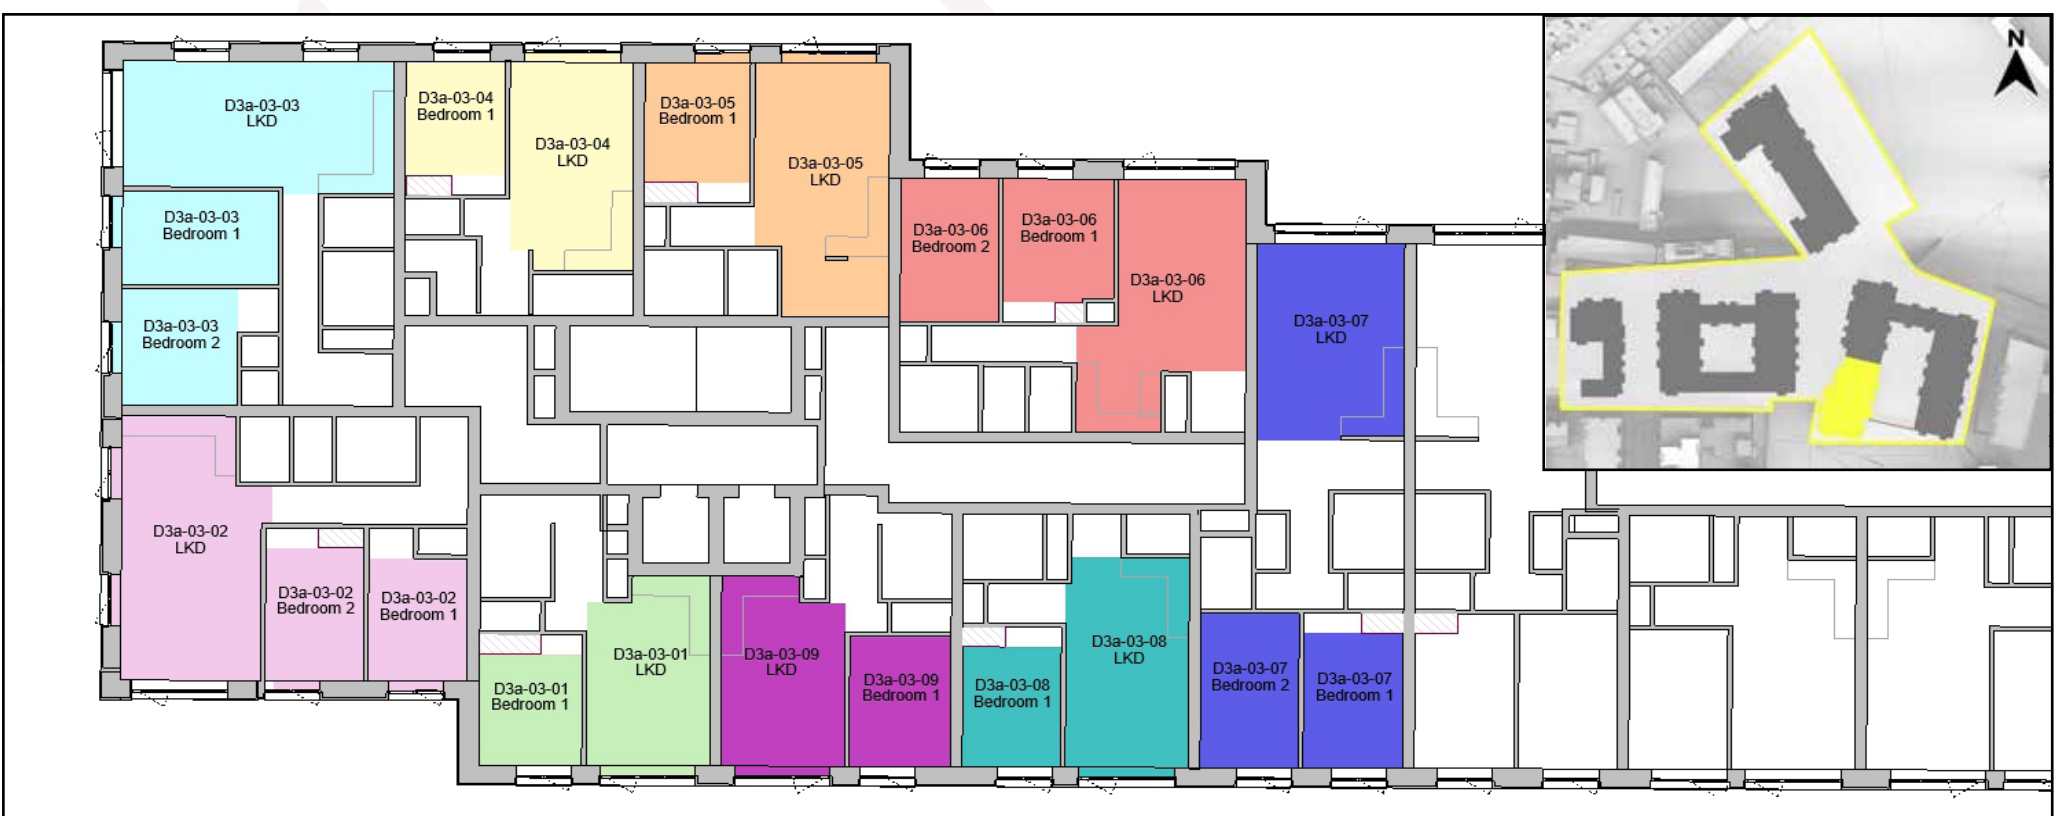 D3a-03-03
LKD
D3a-03-04
Bedroom 1
D3a-03-04
LKD
D3a-03-05
Bedroom 1
D3a-03-05
LKD
N
D3a-03-03
Bedroom 1
D3a-03-06
Bedroom 2
D3a-03-06
Bedroom 1
D3a-03-06
LKD
D3a-03-03
Bedroom 2
D3a-03-07
LKD
D3a-03-02
LKD
D3a-03-02
Bedroom 2
D3a-03-02
Bedroom 1
D3a-03-01
LKD
D3a-03-09
LKD
D3a-03-08
LKD
D3a-03-01
Bedroom 1
D3a-03-09
Bedroom 1
D3a-03-08
Bedroom 1
D3a-03-07
Bedroom 2
D3a-03-07
Bedroom 1